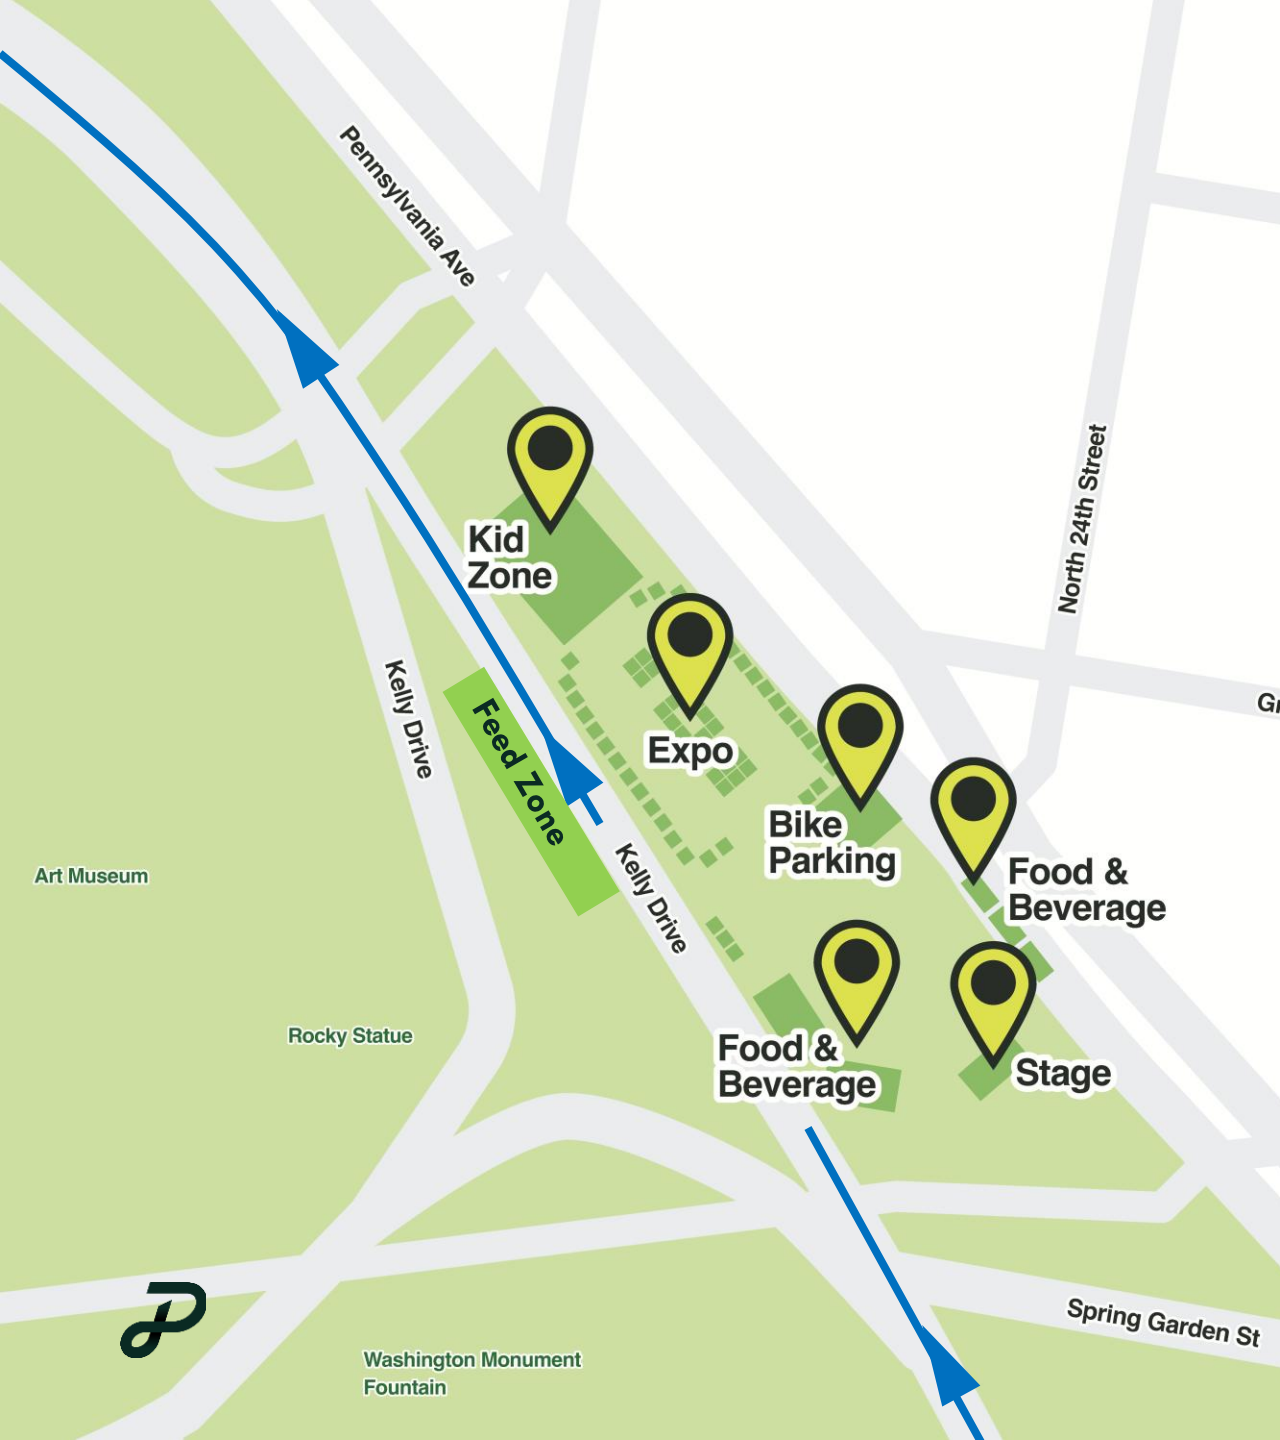 Pennsylvania Ave
North 24th Street
Kid
Zone
Gr
Kelly Drive
Feed Zone
Expo
Bike
Parking
Kelly Drive
Food &
Beverage
Art Museum
Rocky Statue
Food &
Beverage
Stage
Spring Garden St
Washington Monument
Fountain